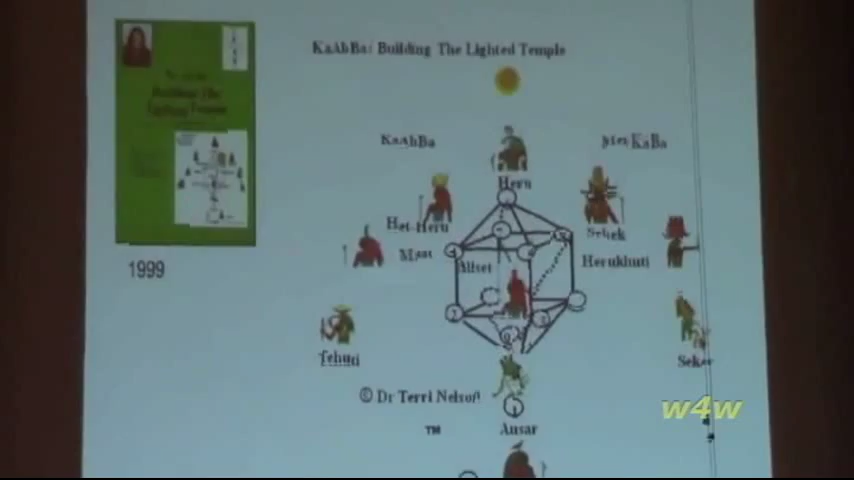 KaAbBa: Building The Lighted Temple
KaAbBa
Mer KaBa
Heru
Het-Heru
Sebek
Maat
Auset
Herukhuti
1999
Tehuti
Seker
© Dr Terri Nelson
w4w
TM
Ausar